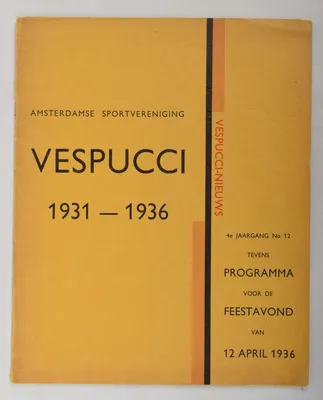 AMSTERDAMSE SPORTVERENIGING
VESPUCCI
1931 — 1936
VESPUCCI-NIEUWS
4e JAARGANG No. 12
TEVENS
PROGRAMMA
VOOR DE
FEESTAVOND
VAN
12 APRIL 1936